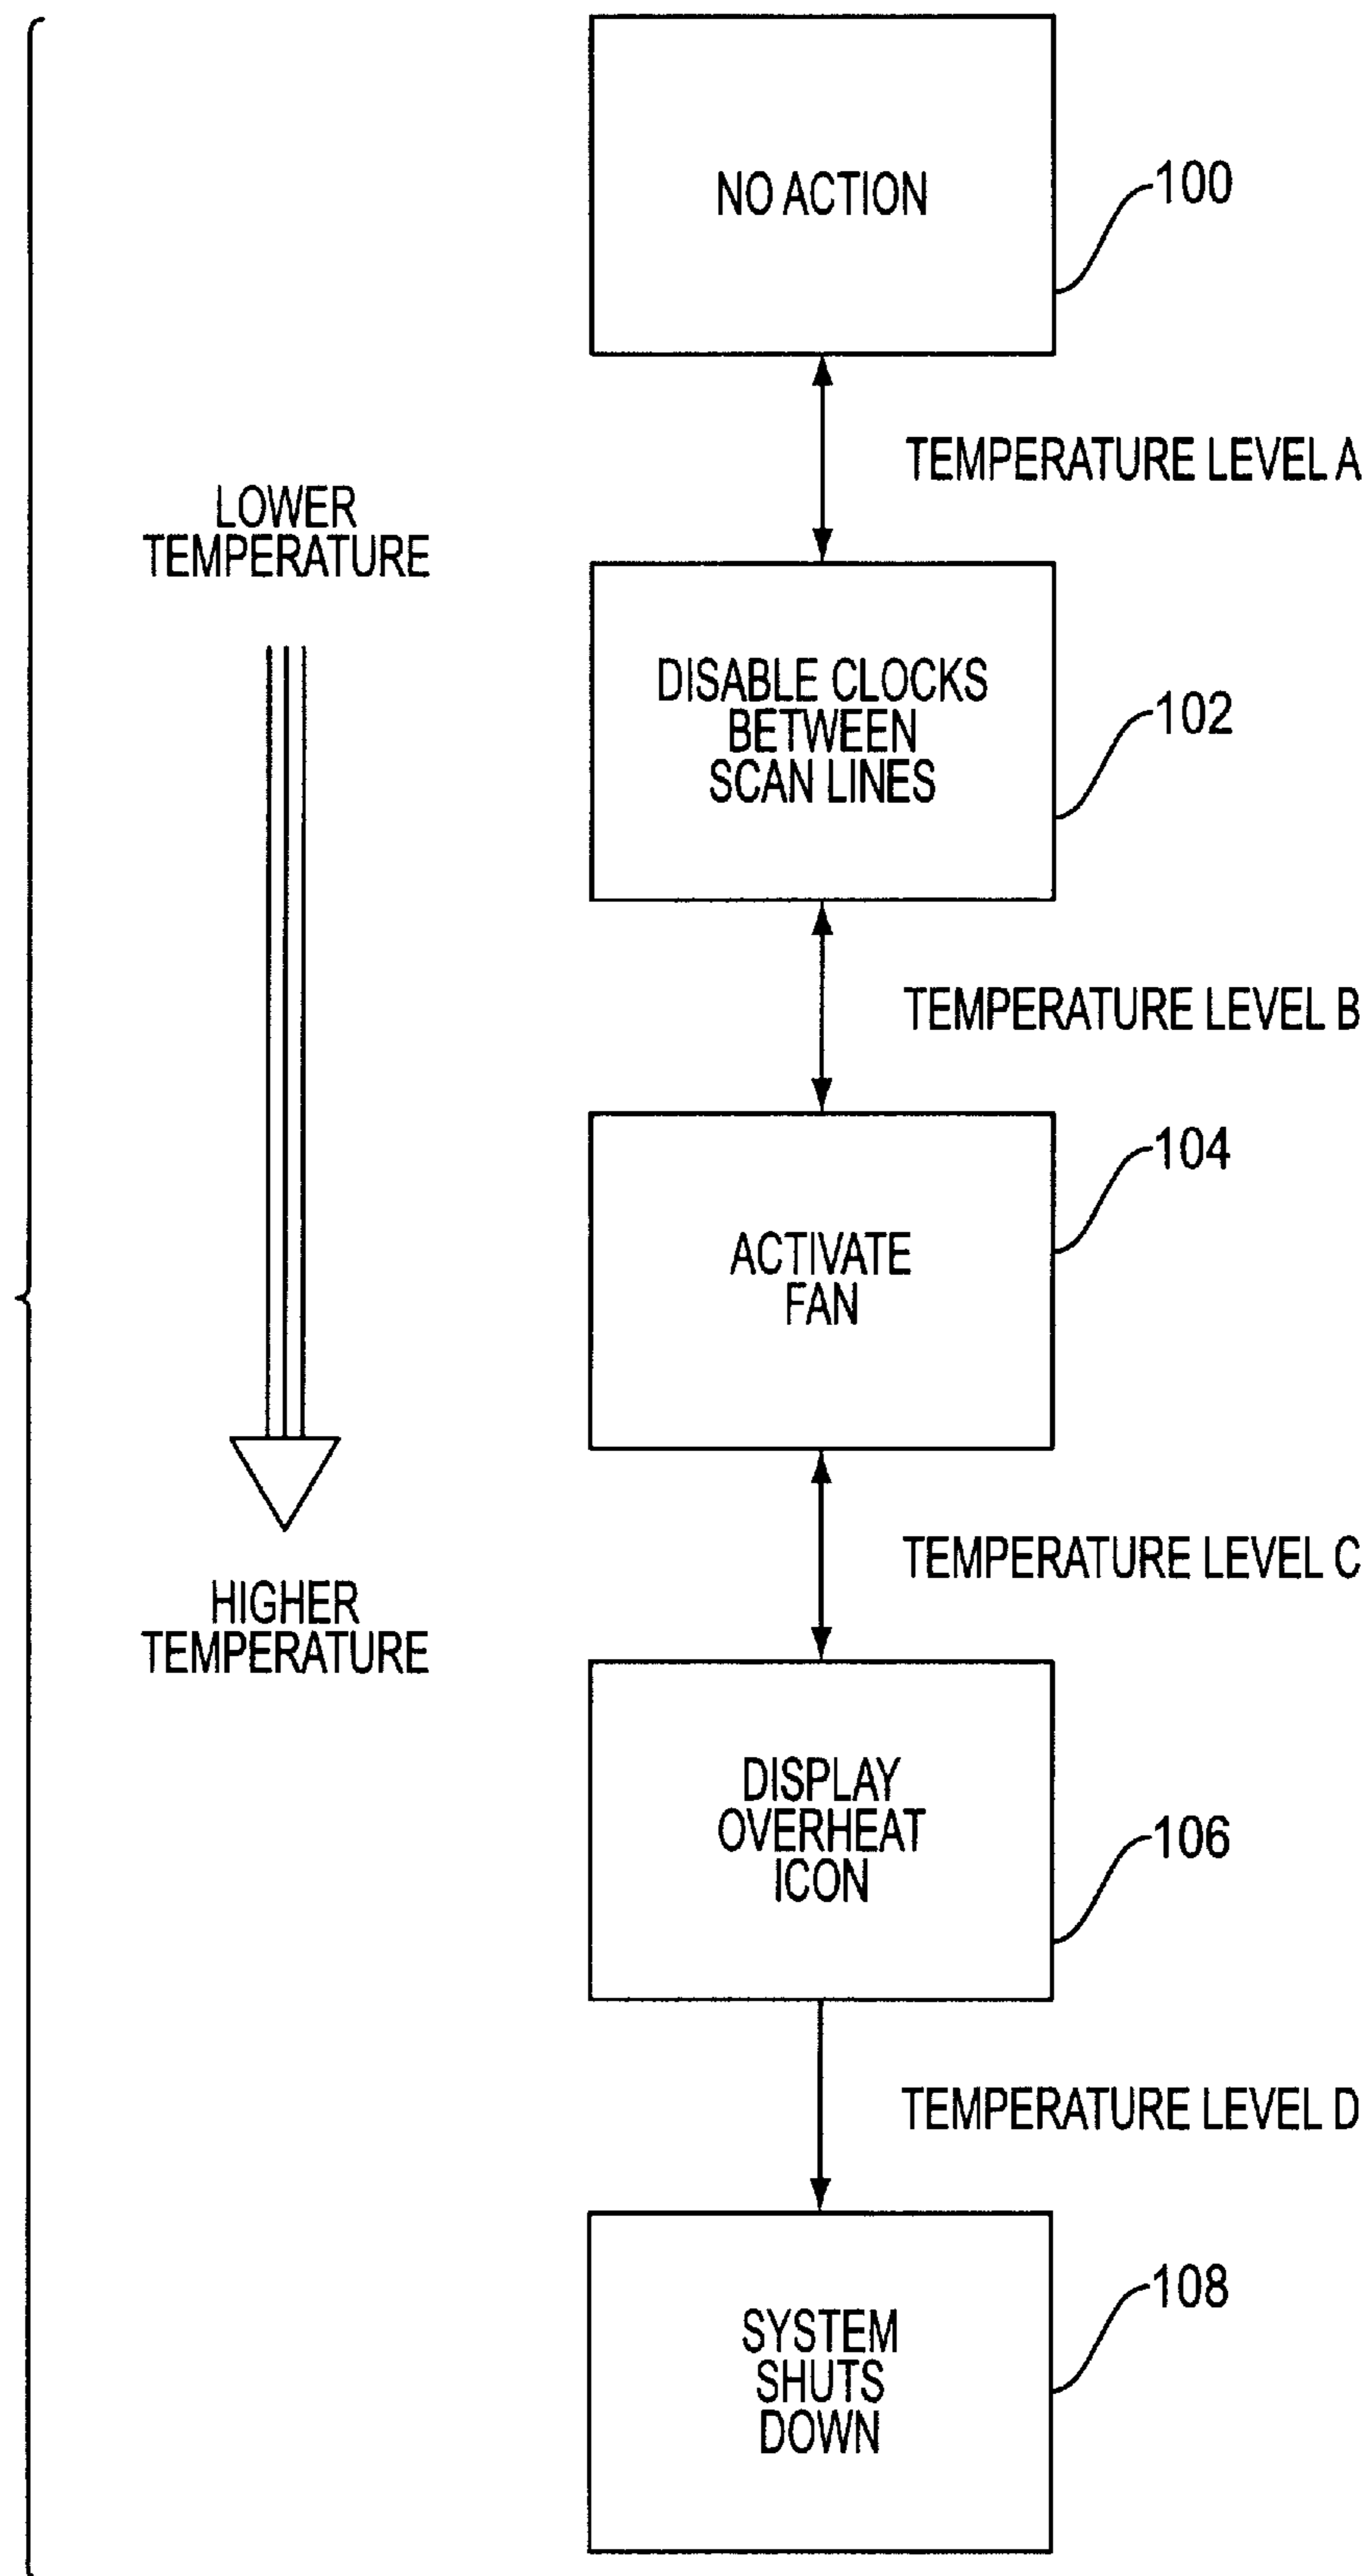 NO ACTION
100
TEMPERATURE LEVEL A
LOWER
TEMPERATURE
DISABLE CLOCKS
BETWEEN
SCAN LINES
102
TEMPERATURE LEVEL B
104
ACTIVATE
FAN
TEMPERATURE LEVEL C
HIGHER
TEMPERATURE
DISPLAY
OVERHEAT
ICON
106
TEMPERATURE LEVEL D
108
SYSTEM
SHUTS
DOWN